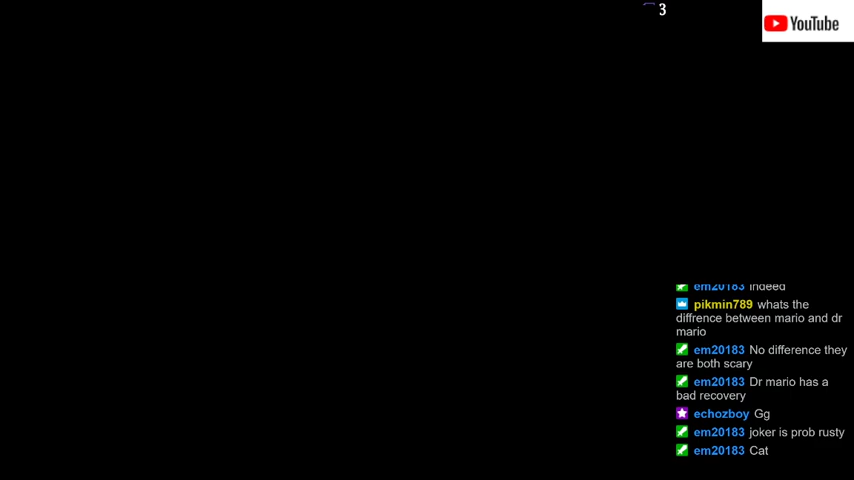 3
YouTube
em20183 indeed
pikmin789 whats the
diffrence between mario and dr
mario
em20183 No difference they
are both scary
em20183 Dr mario has a
bad recovery
echozboy Gg
em20183 joker is prob rusty
em20183 Cat